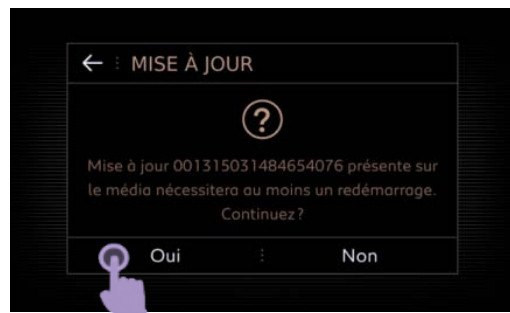 MISE À JOUR
Mise à jour 001315031484654076 présente sur
le média nécessitera au moins un redémarrage.
Continuez?
Oui Non